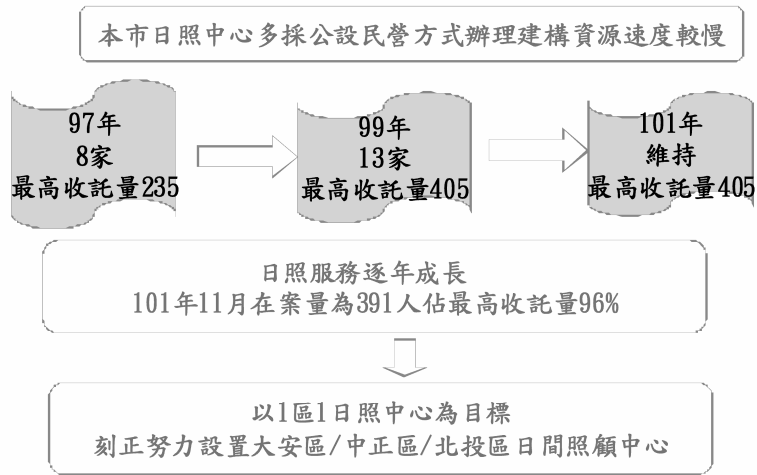 本市日照中心多採公設民營方式辦理建構資源速度較慢
97年
8家
最高收託量235
99年
13家
最高收託量405
101年
維持
最高收託量405
日照服務逐年成長
101年11月在案量為391人佔最高收託量96%
以1區1日照中心為目標
刻正努力設置大安區/中正區/北投區日間照顧中心